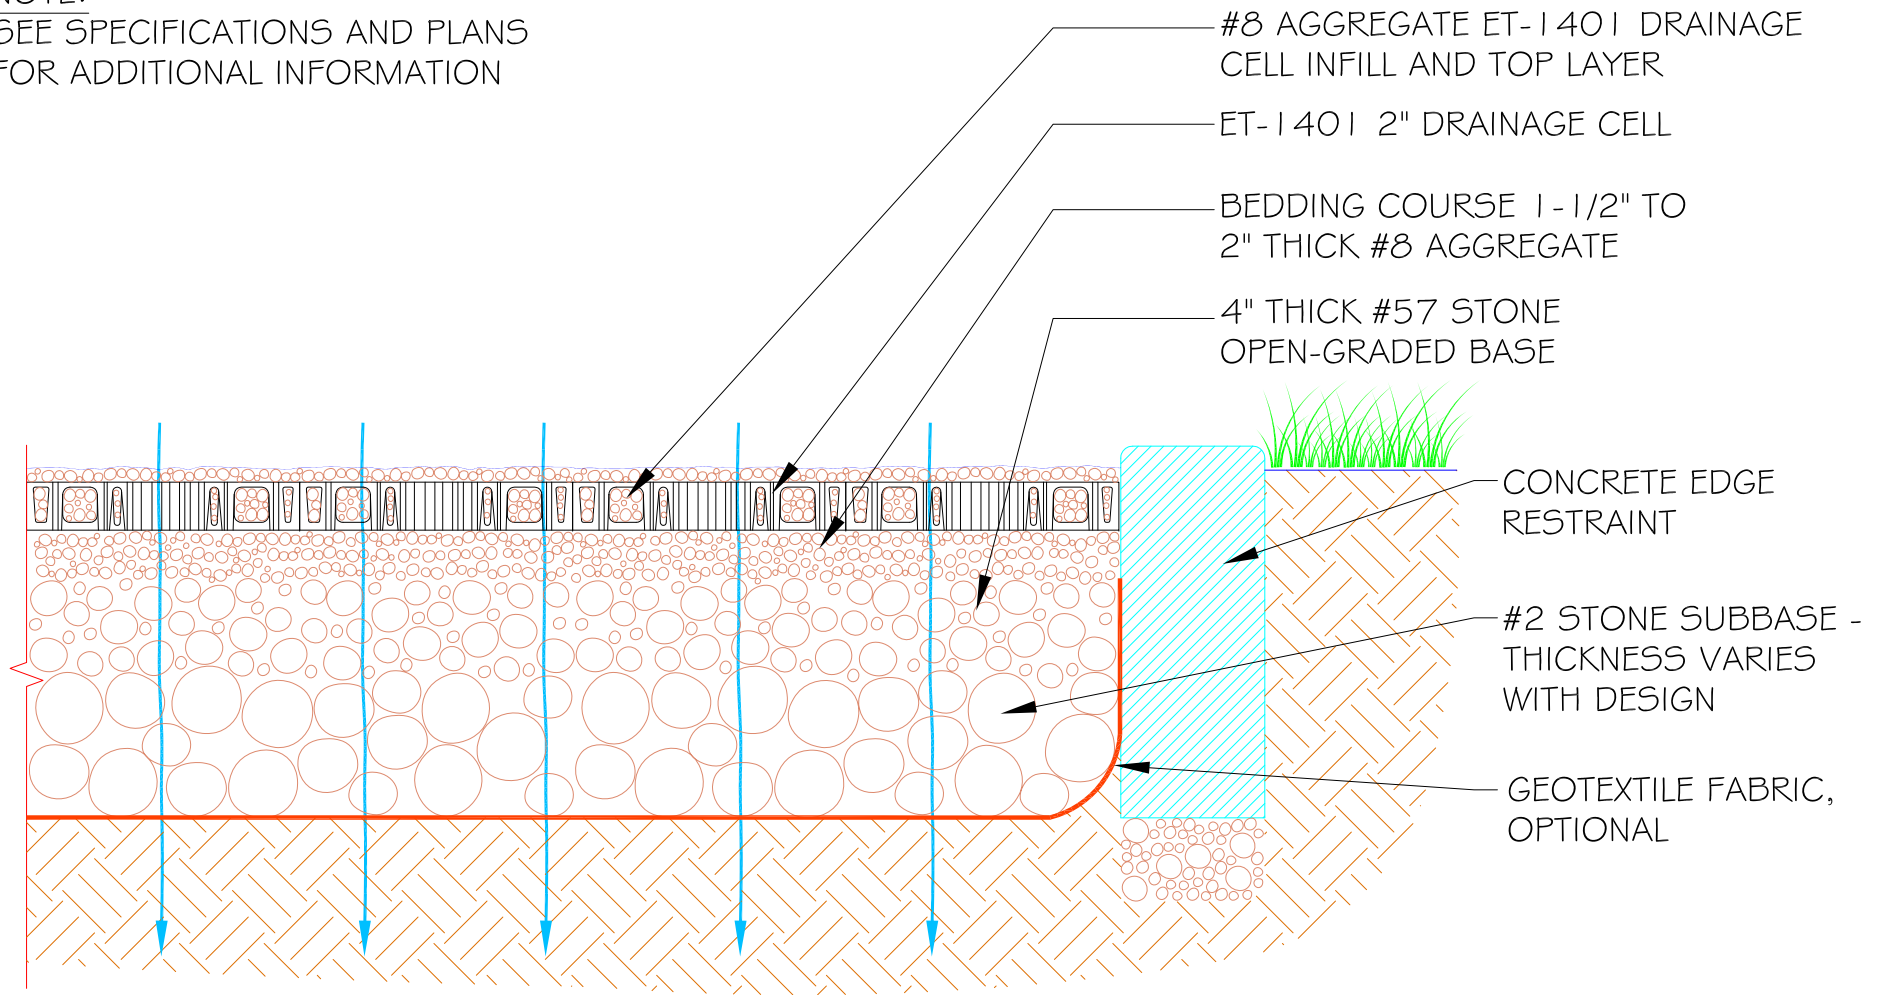 NOTE:
SEE SPECIFICATIONS AND PLANS
FOR ADDITIONAL INFORMATION
#8 AGGREGATE ET-1401 DRAINAGE
CELL INFILL AND TOP LAYER
ET-1401 2" DRAINAGE CELL
BEDDING COURSE 1-1/2" TO
2" THICK #8 AGGREGATE
4" THICK #57 STONE
OPEN-GRADED BASE
CONCRETE EDGE
RESTRAINT
#2 STONE SUBBASE -
THICKNESS VARIES
WITH DESIGN
GEOTEXTILE FABRIC,
OPTIONAL